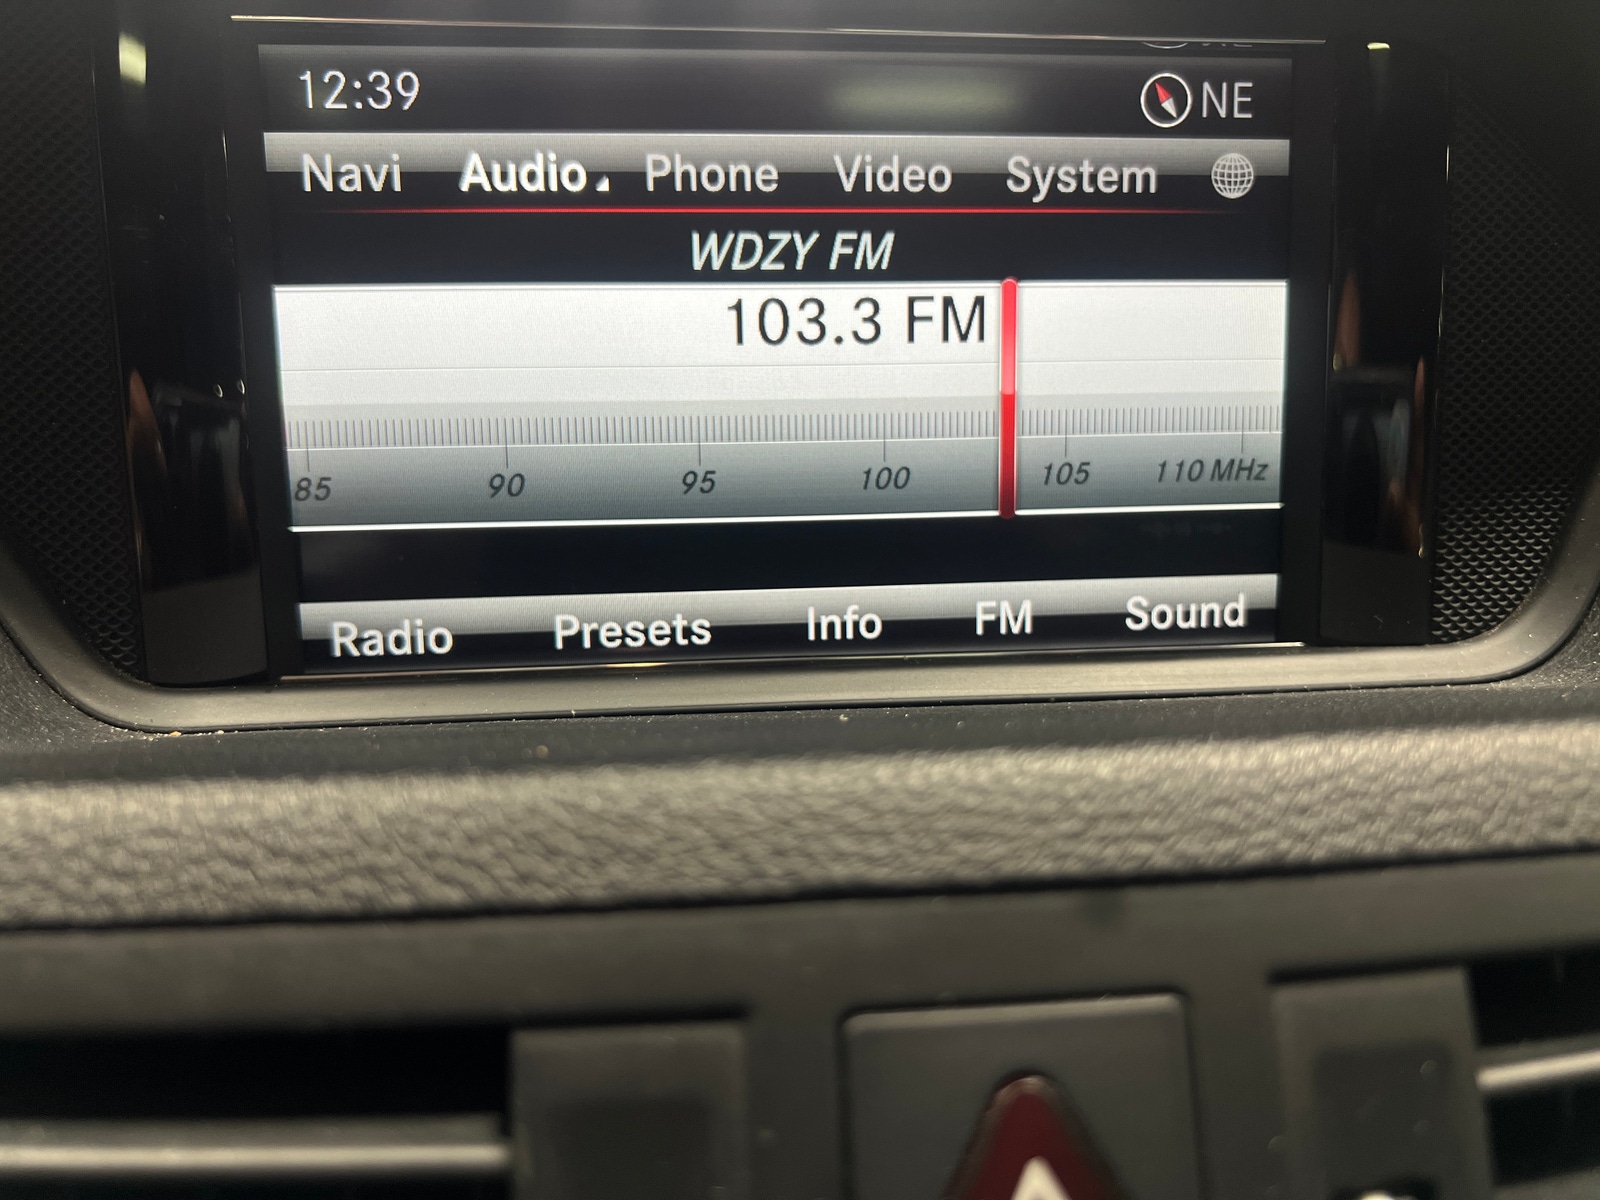 12:39 NE
Navi Audio Phone Video System
WDZY FM
103.3 FM
85 90 95 100 105 110 MHz
Radio Presets Info FM Sound